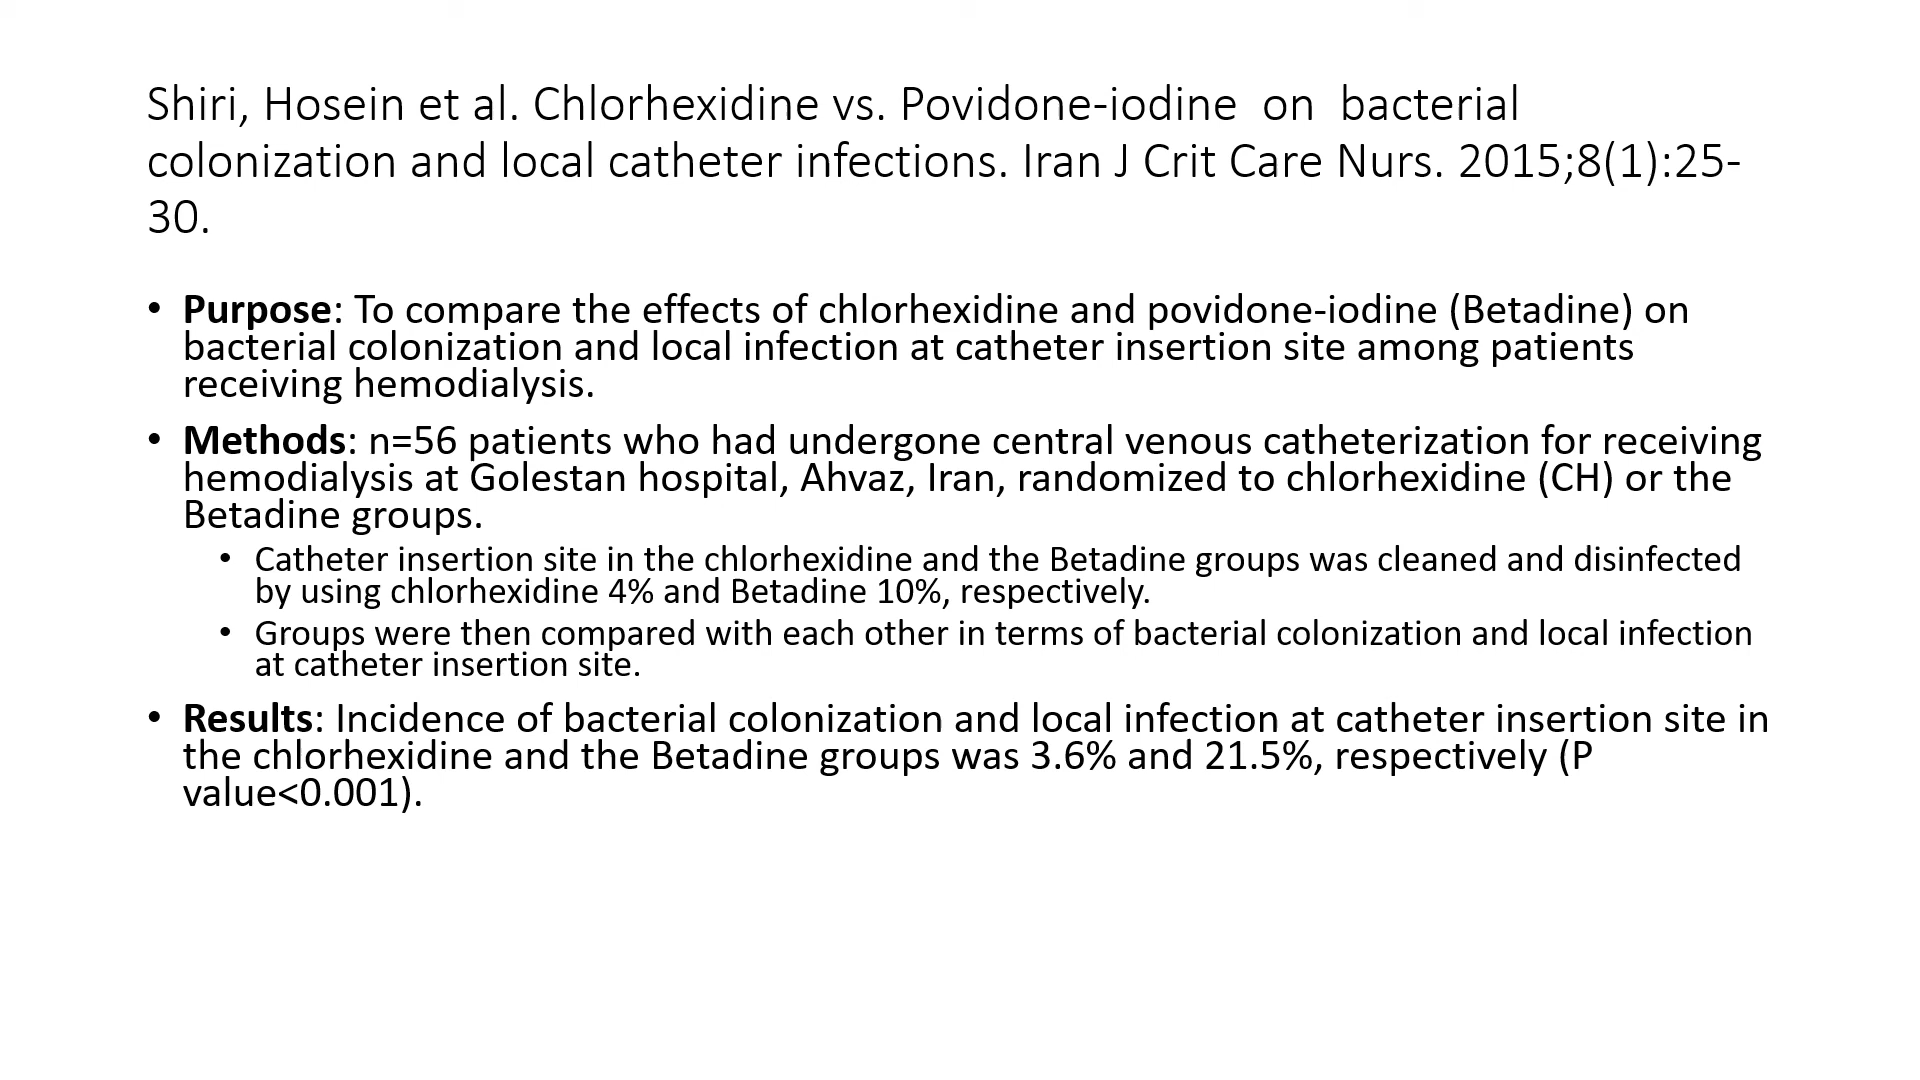 Shiri, Hosein et al. Chlorhexidine vs. Povidone-iodine  on  bacterial
colonization and local catheter infections. Iran J Crit Care Nurs. 2015;8(1):25-
30.
• Purpose: To compare the effects of chlorhexidine and povidone-iodine (Betadine) on
bacterial colonization and local infection at catheter insertion site among patients
receiving hemodialysis.
• Methods: n=56 patients who had undergone central venous catheterization for receiving
hemodialysis at Golestan hospital, Ahvaz, Iran, randomized to chlorhexidine (CH) or the
Betadine groups.
• Catheter insertion site in the chlorhexidine and the Betadine groups was cleaned and disinfected
by using chlorhexidine 4% and Betadine 10%, respectively.
• Groups were then compared with each other in terms of bacterial colonization and local infection
at catheter insertion site.
• Results: Incidence of bacterial colonization and local infection at catheter insertion site in
the chlorhexidine and the Betadine groups was 3.6% and 21.5%, respectively (P
value<0.001).